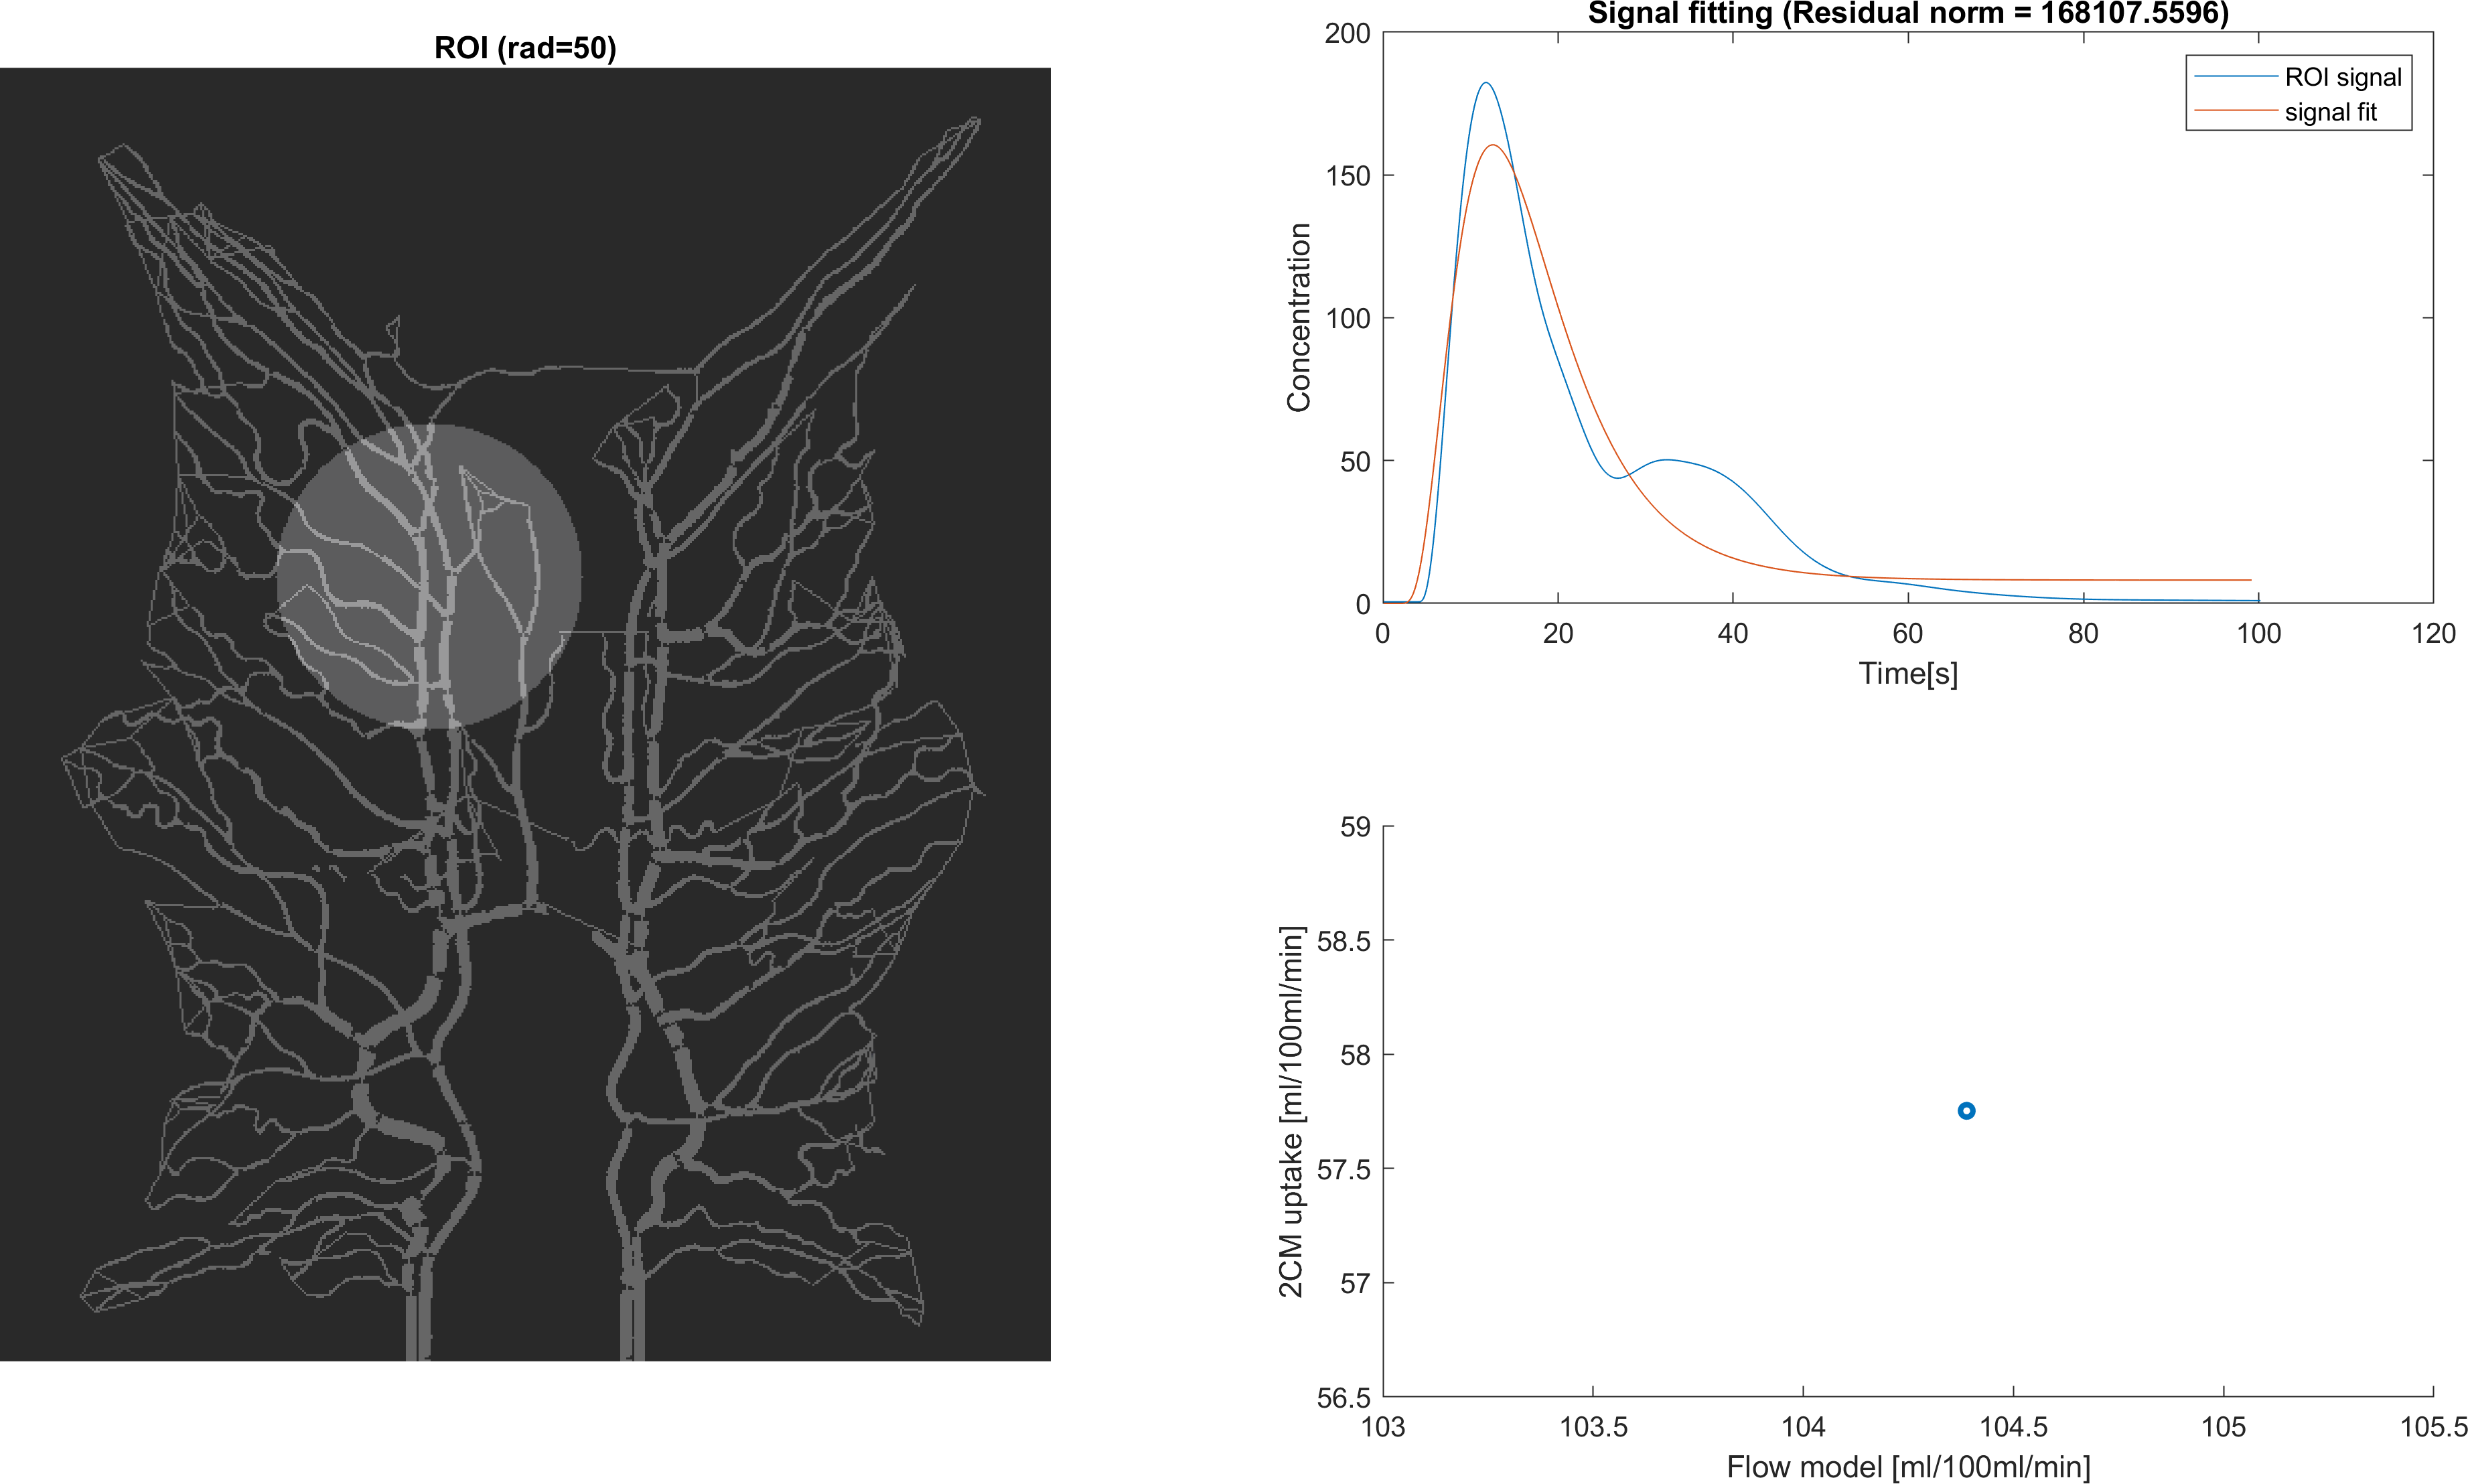 ROI (rad=50)
Signal fitting (Residual norm = 168107.5596)
200
150
100
50
0
Concentration
ROI signal
signal fit
0 20 40 60 80 100 120
Time[s]
59
58.5
58
57.5
57
56.5
2CM uptake [ml/100ml/min]
103 103.5 104 104.5 105 105.5
Flow model [ml/100ml/min]